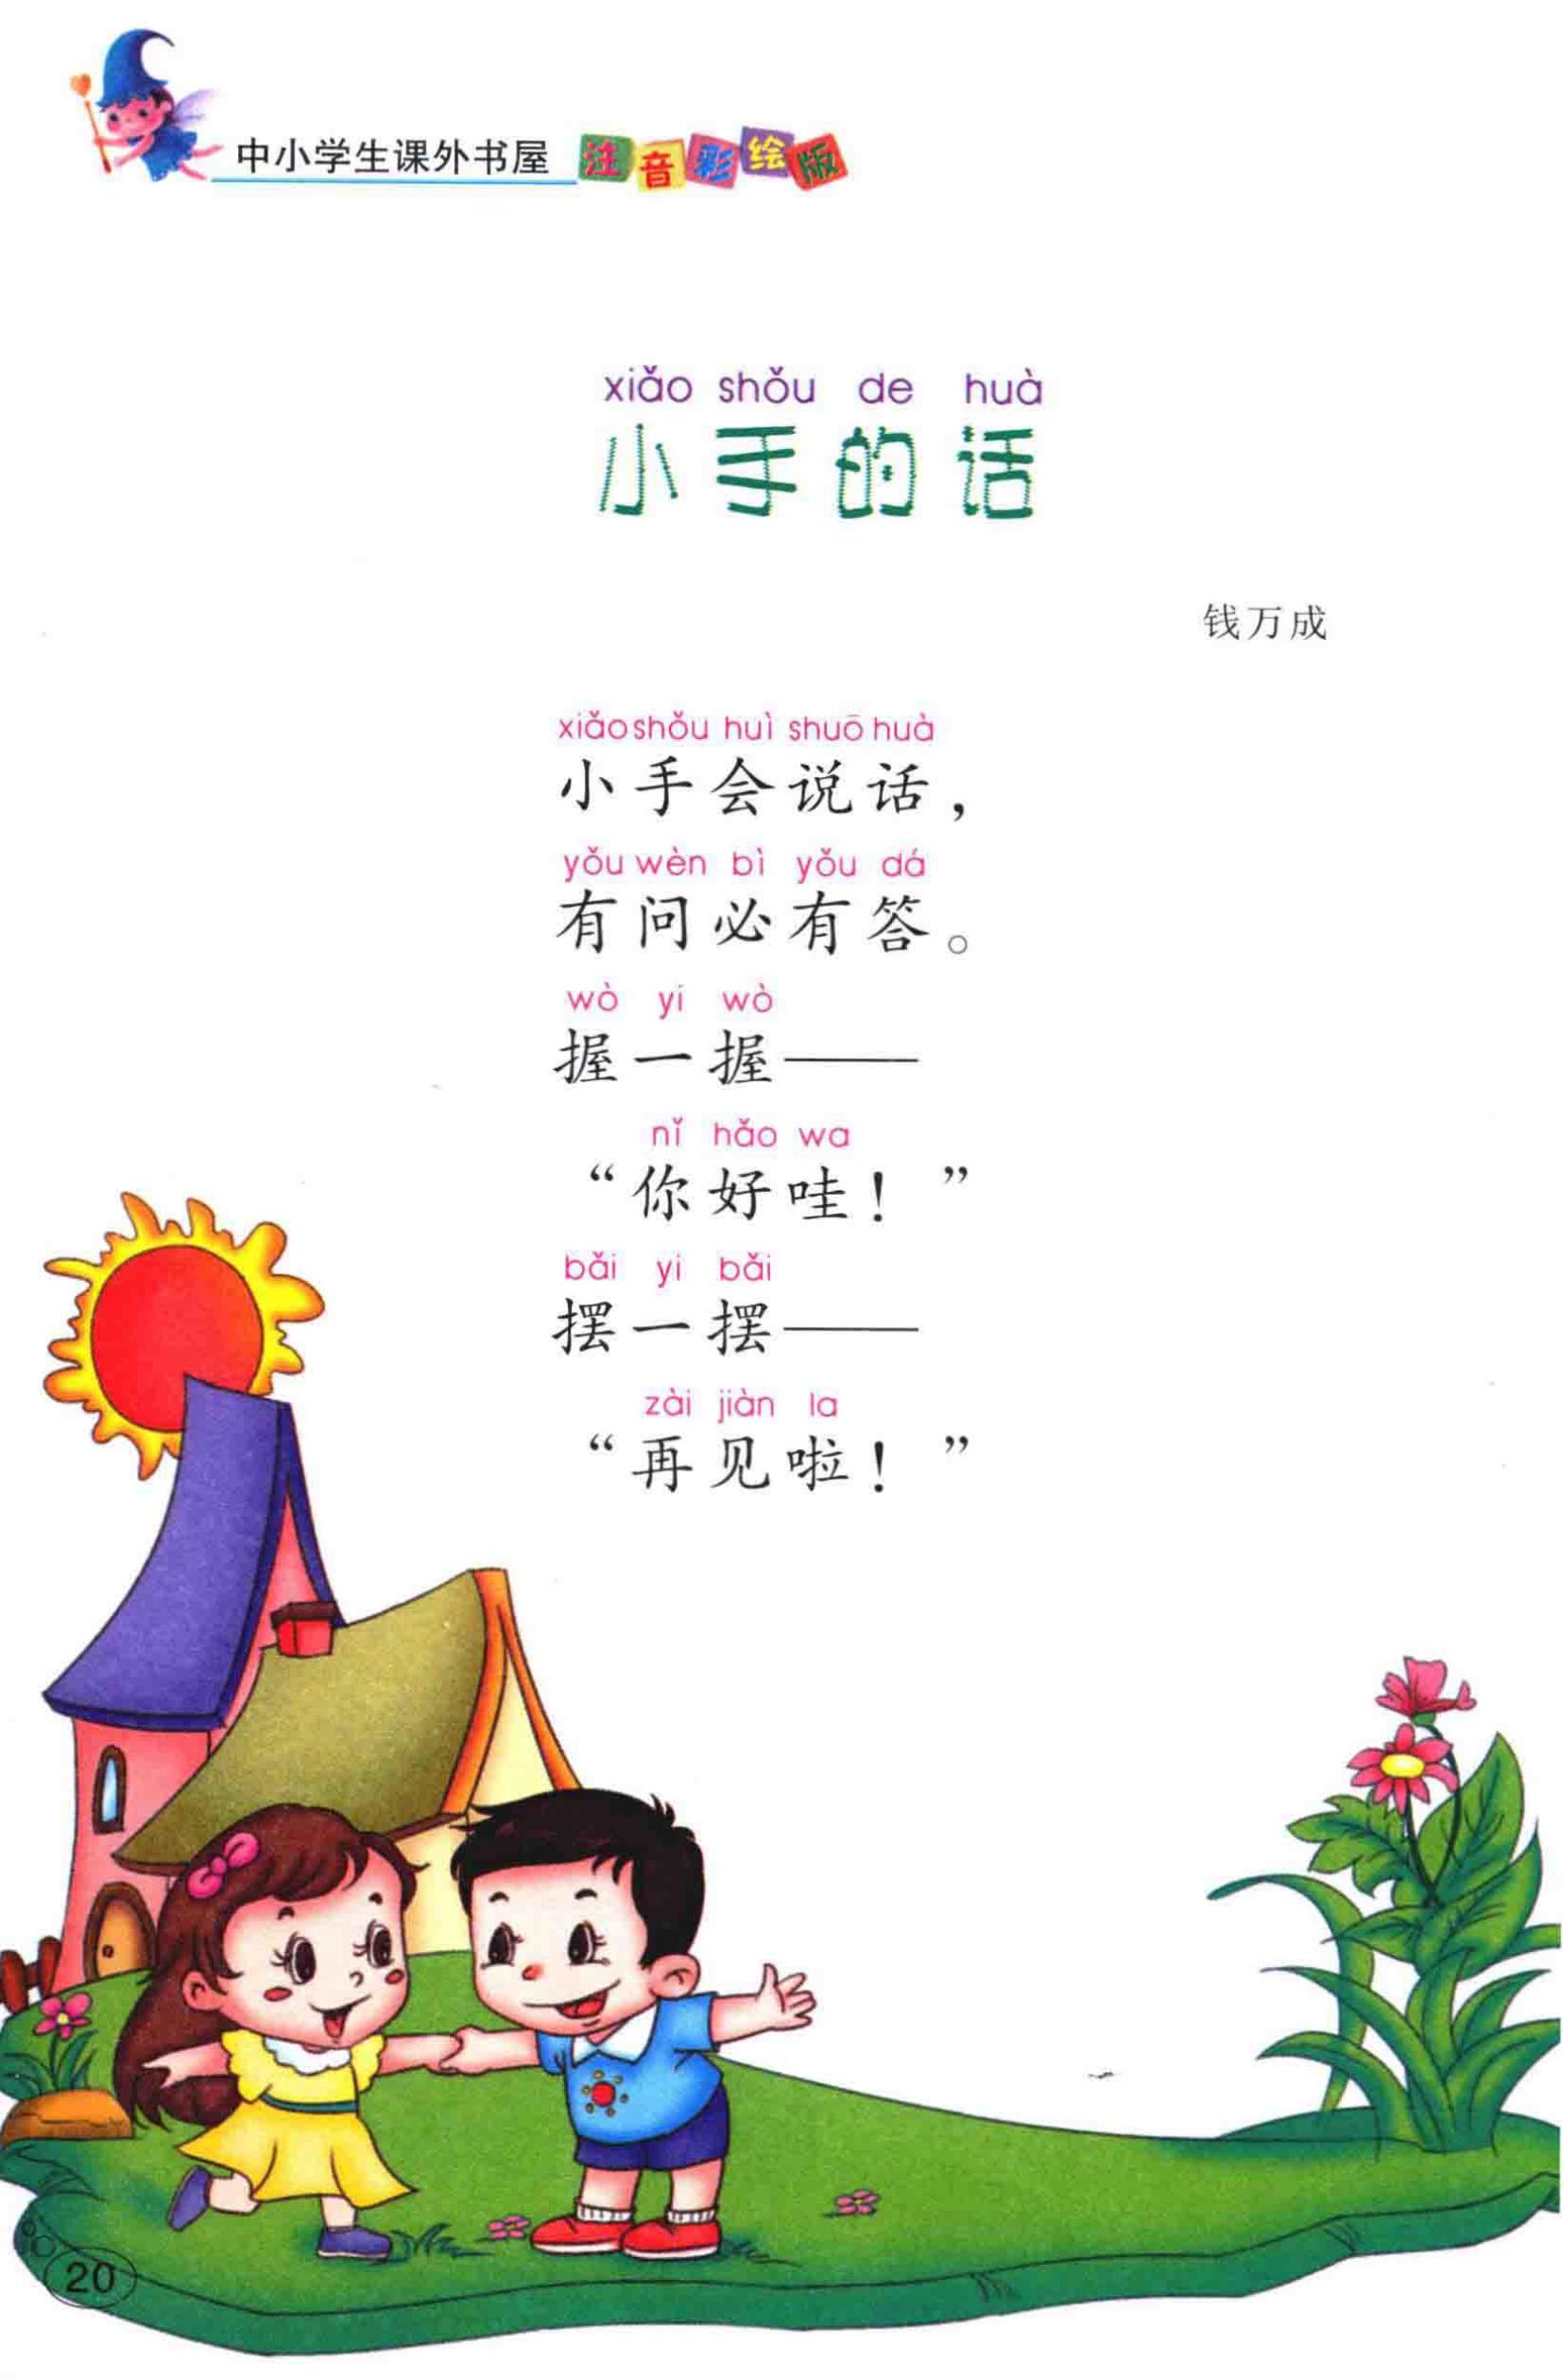 中小学生课外书屋 注音彩绘版
xiǎo shǒu de huà
小手的话
钱万成
xiǎo shǒu huì shuō huà
小手会说话，
yǒu wèn bì yǒu dá
有问必有答。
wò yi wò
握一握——
nǐ hǎo wa
“你好哇！”
bǎi yi bǎi
摆一摆——
zài jiàn la
“再见啦！”
20